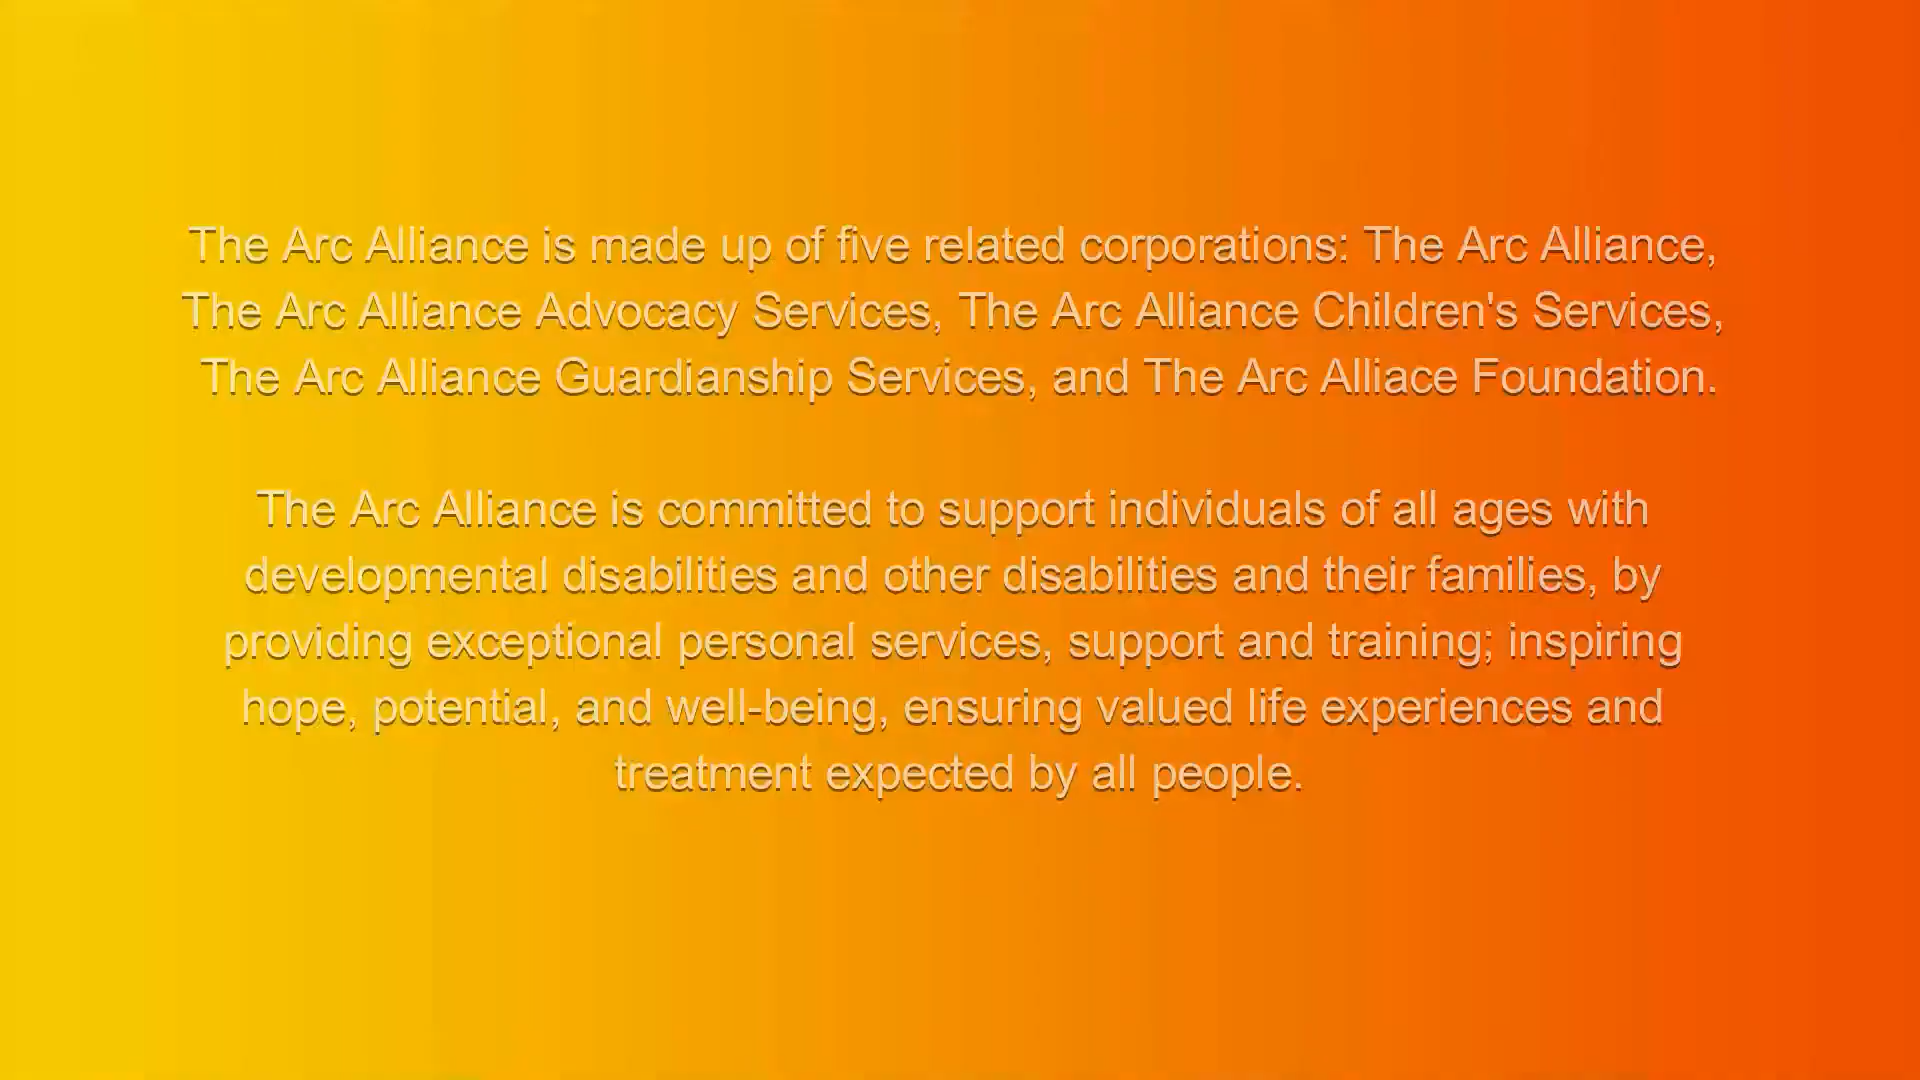 The Arc Alliance is made up of five related corporations: The Arc Alliance,
The Arc Alliance Advocacy Services, The Arc Alliance Children's Services,
The Arc Alliance Guardianship Services, and The Arc Alliace Foundation.
The Arc Alliance is committed to support individuals of all ages with
developmental disabilities and other disabilities and their families, by
providing exceptional personal services, support and training; inspiring
hope, potential, and well-being, ensuring valued life experiences and
treatment expected by all people.